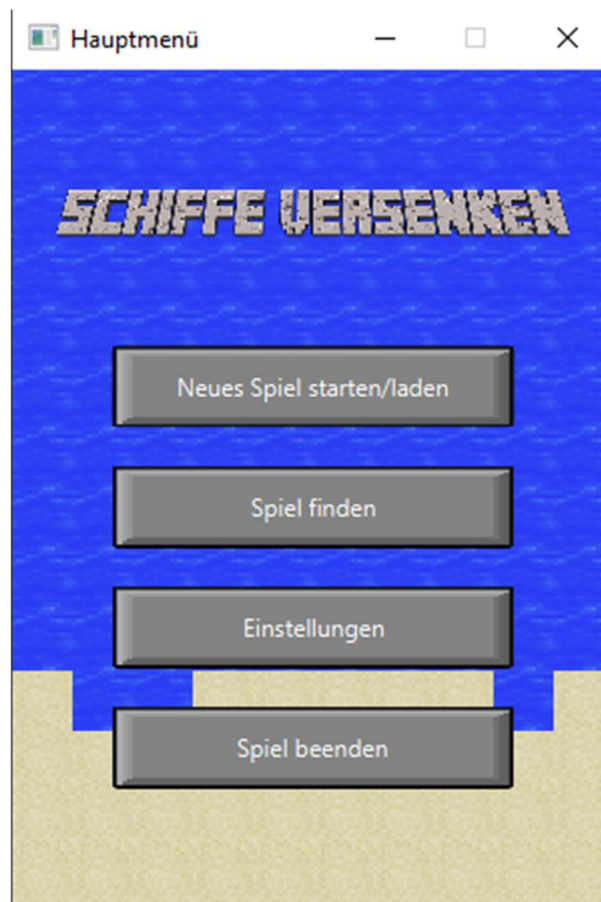 Hauptmenü
SCHIFFE VERSENKEN
Neues Spiel starten/laden
Spiel finden
Einstellungen
Spiel beenden